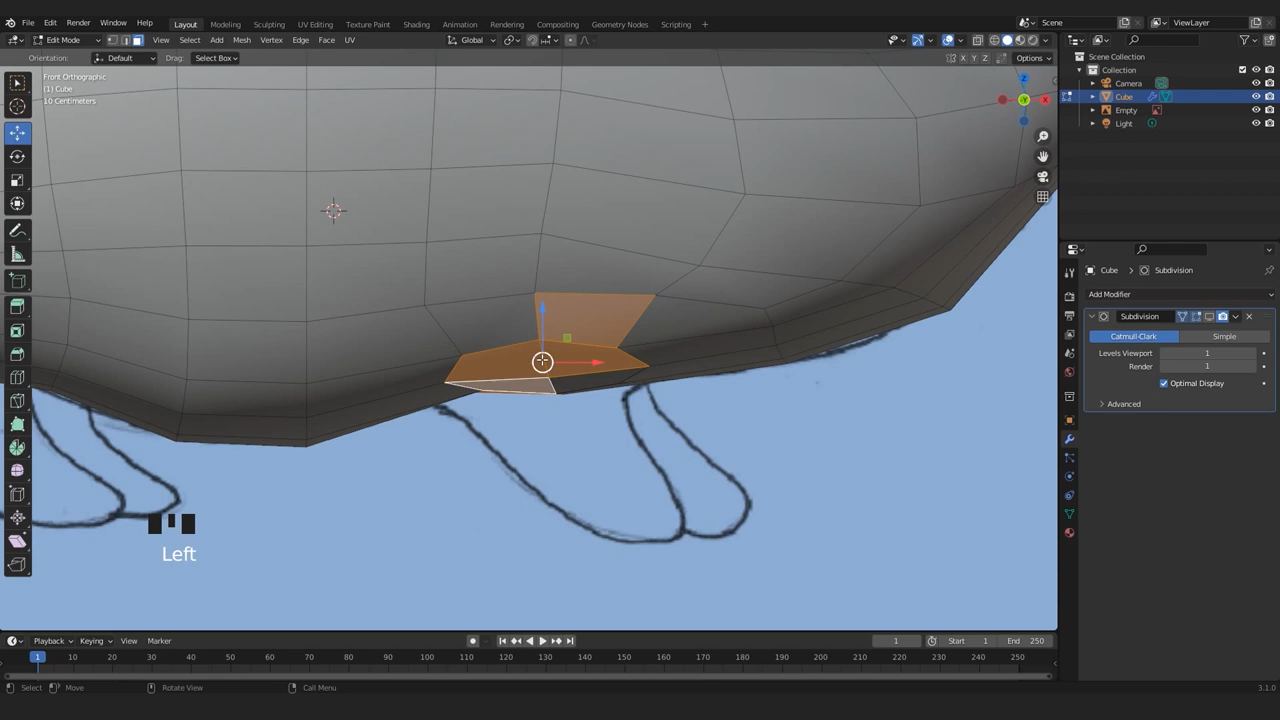 File Edit Render Window Help Layout Modeling Sculpting UV Editing Texture Paint Shading Animation Rendering Compositing Geometry Nodes Scripting + Scene ViewLayer
Edit Mode View Select Add Mesh Vertex Edge Face UV Global
Orientation: Default Drag: Select Box X Y Z Options
Front Orthographic
(1) Cube
10 Centimeters
Z
X
Y
Left
Scene Collection
Collection
Camera
Cube
Empty
Light
Cube Subdivision
Add Modifier
Subdivision
Catmull-Clark Simple
Levels Viewport 1
Render 1
Optimal Display
Advanced
Playback Keying View Marker 1 Start 1 End 250
1 10 20 30 40 50 60 70 80 90 100 110 120 130 140 150 160 170 180 190 200 210 220 230 240 250
Select Move Rotate View Call Menu 3.1.0